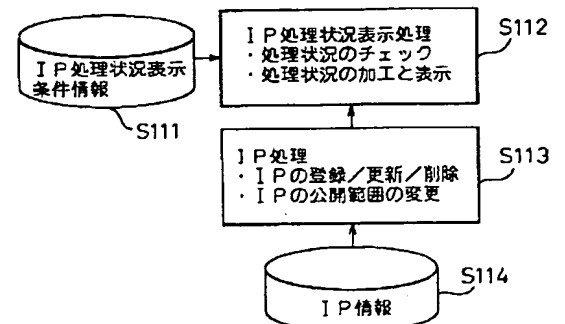 ＩＰ処理状況表示
条件情報
S111
ＩＰ処理状況表示処理
・処理状況のチェック
・処理状況の加工と表示
S112
ＩＰ処理
・ＩＰの登録／更新／削除
・ＩＰの公開範囲の変更
S113
ＩＰ情報
S114